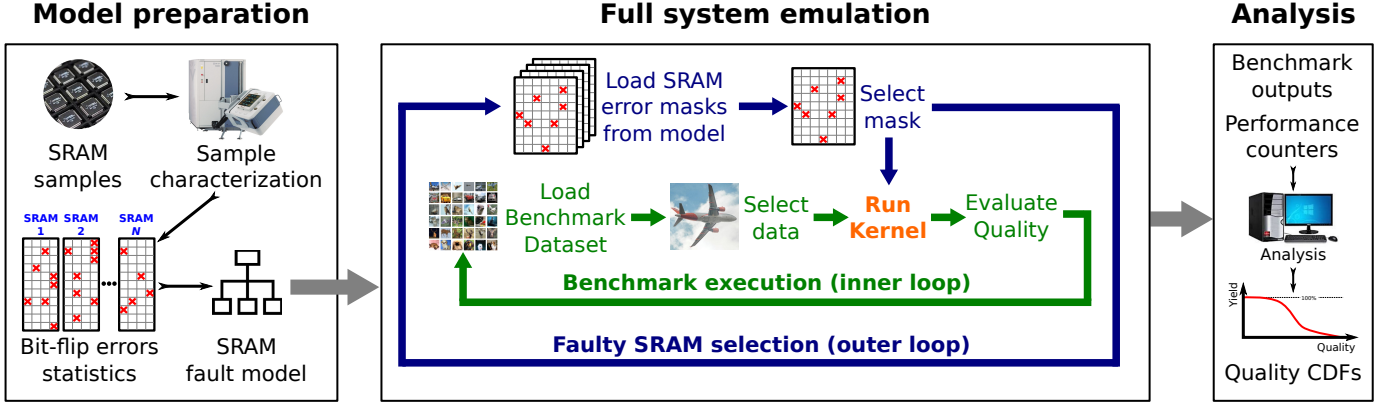 Model preparation
SRAM
samples
Sample
characterization
SRAM
1
SRAM
2
SRAM
N
Bit-flip errors
statistics
SRAM
fault model
Full system emulation
Load SRAM
error masks
from model
Select
mask
Load
Benchmark
Dataset
Select
data
Run
Kernel
Evaluate
Quality
Benchmark execution (inner loop)
Faulty SRAM selection (outer loop)
Analysis
Benchmark
outputs
Performance
counters
Analysis
Yield
100%
Quality
Quality CDFs